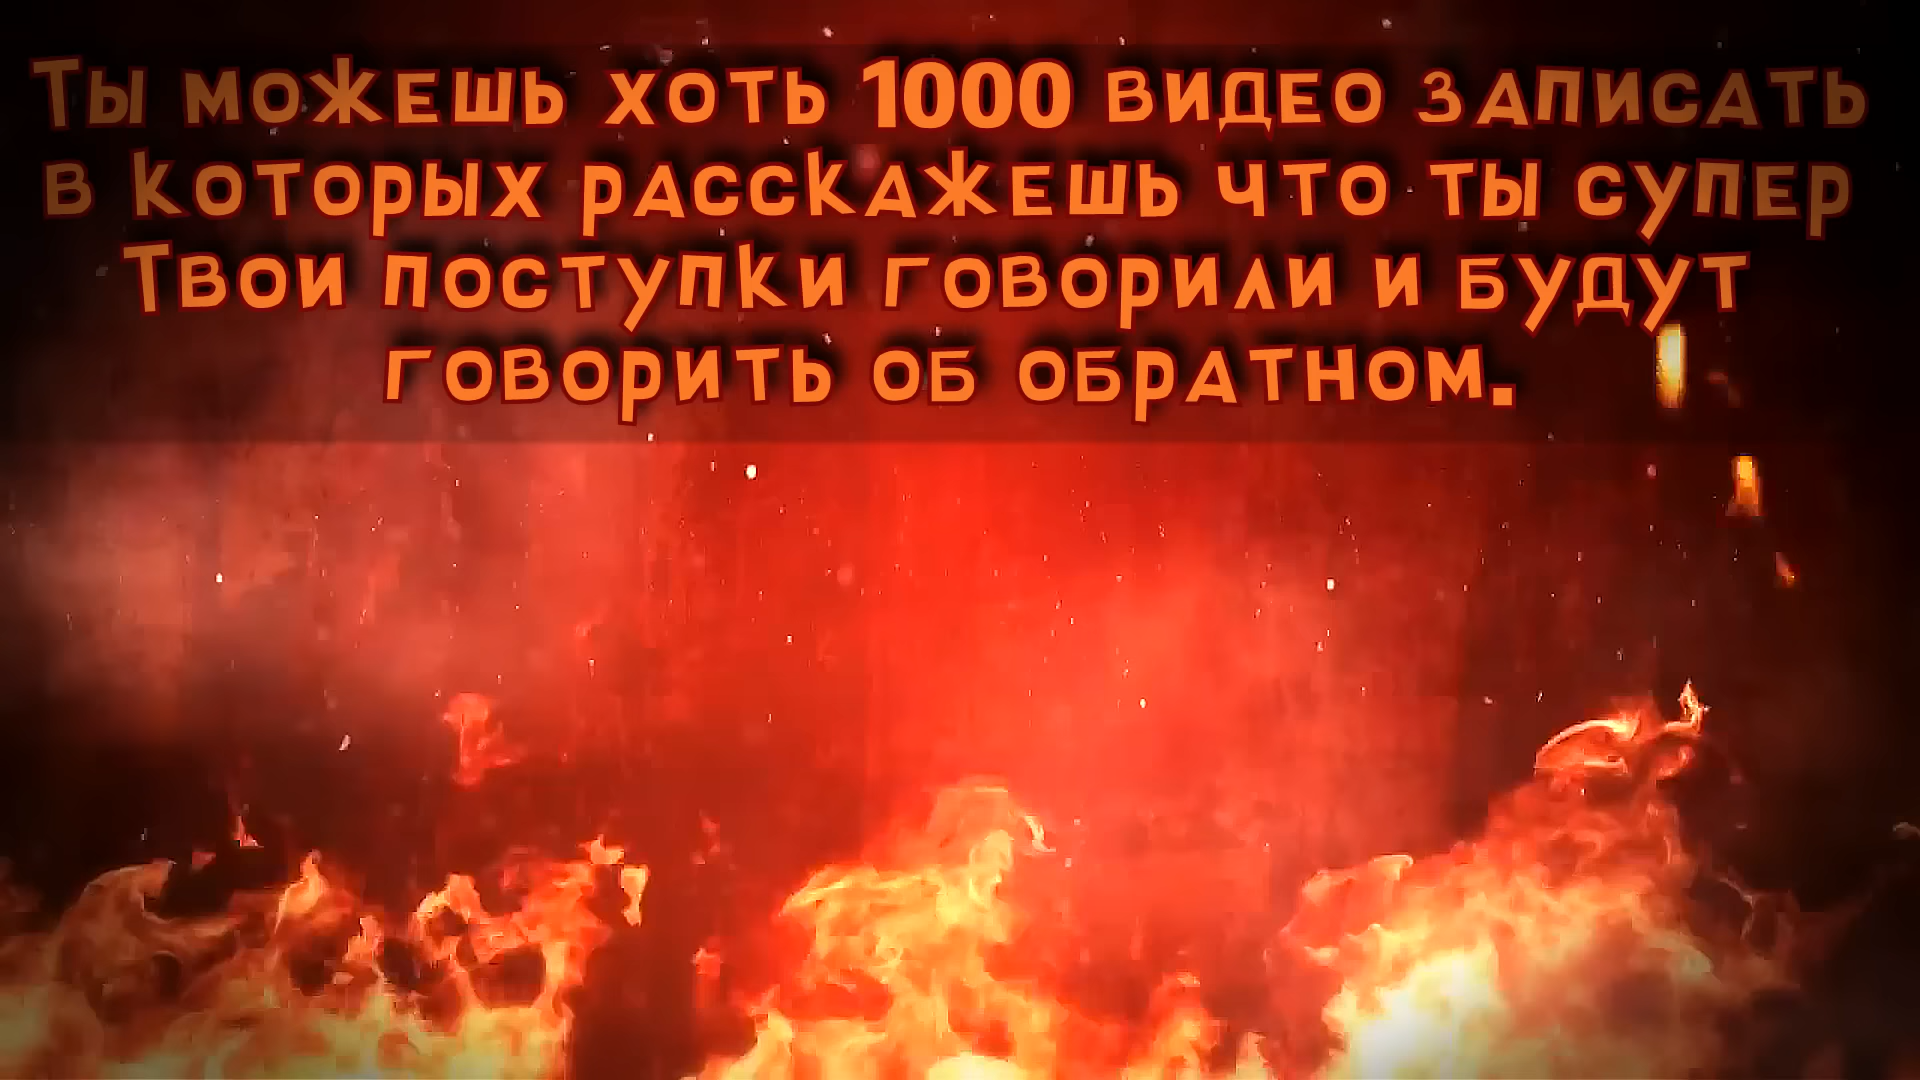 Ты можешь хоть 1000 видео записать
в которых расскажешь что ты супер
Твои поступки говорили и будут
говорить об обратном.